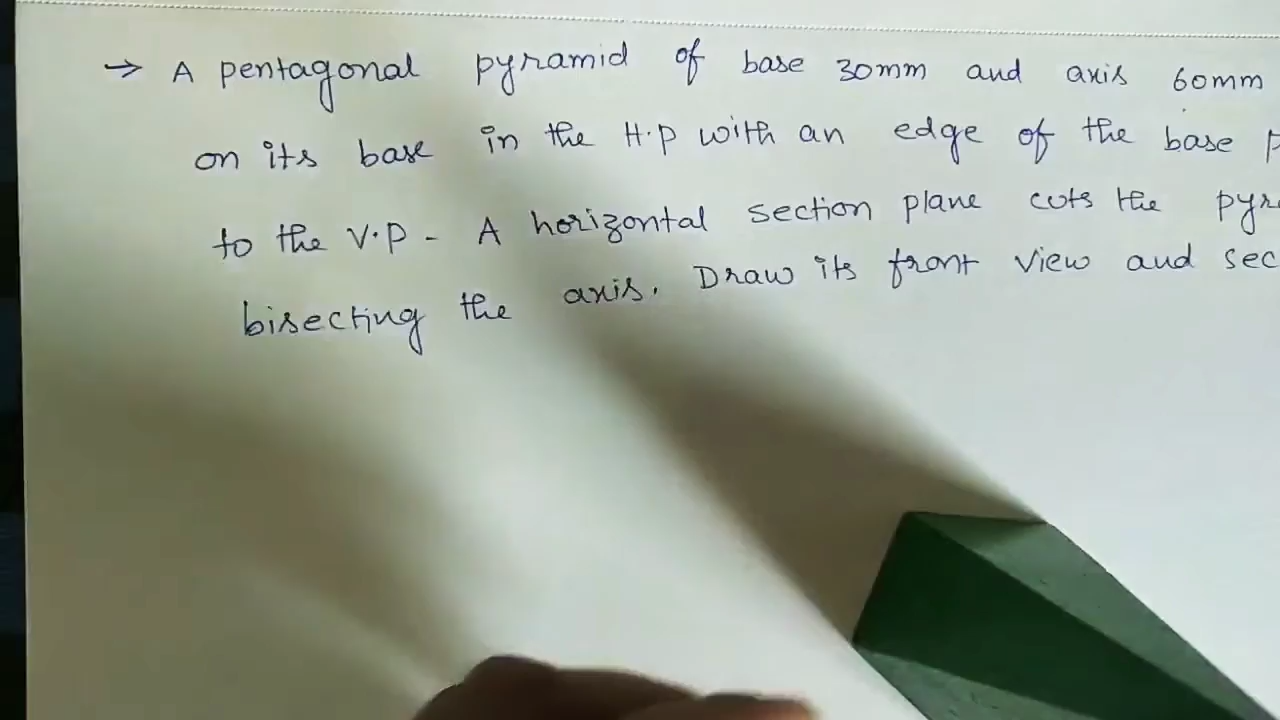 → A pentagonal pyramid of base 30mm and axis 60mm
on its base in the H.P with an edge of the base
to the V.P - A horizontal section plane cuts the
bisecting the axis. Draw its front view and